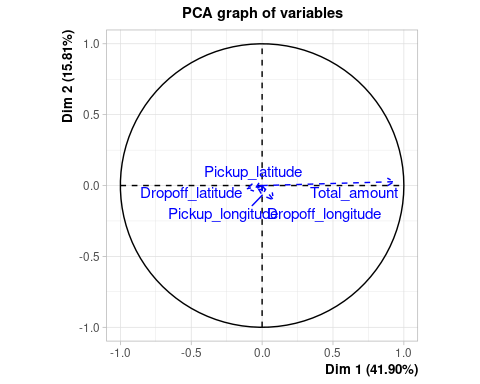 PCA graph of variables
Dim 2 (15.81%)
1.0
0.5
0.0
-0.5
-1.0
Pickup_latitude
Dropoff_latitude
Total_amount
Pickup_longitude
Dropoff_longitude
-1.0
-0.5
0.0
0.5
1.0
Dim 1 (41.90%)